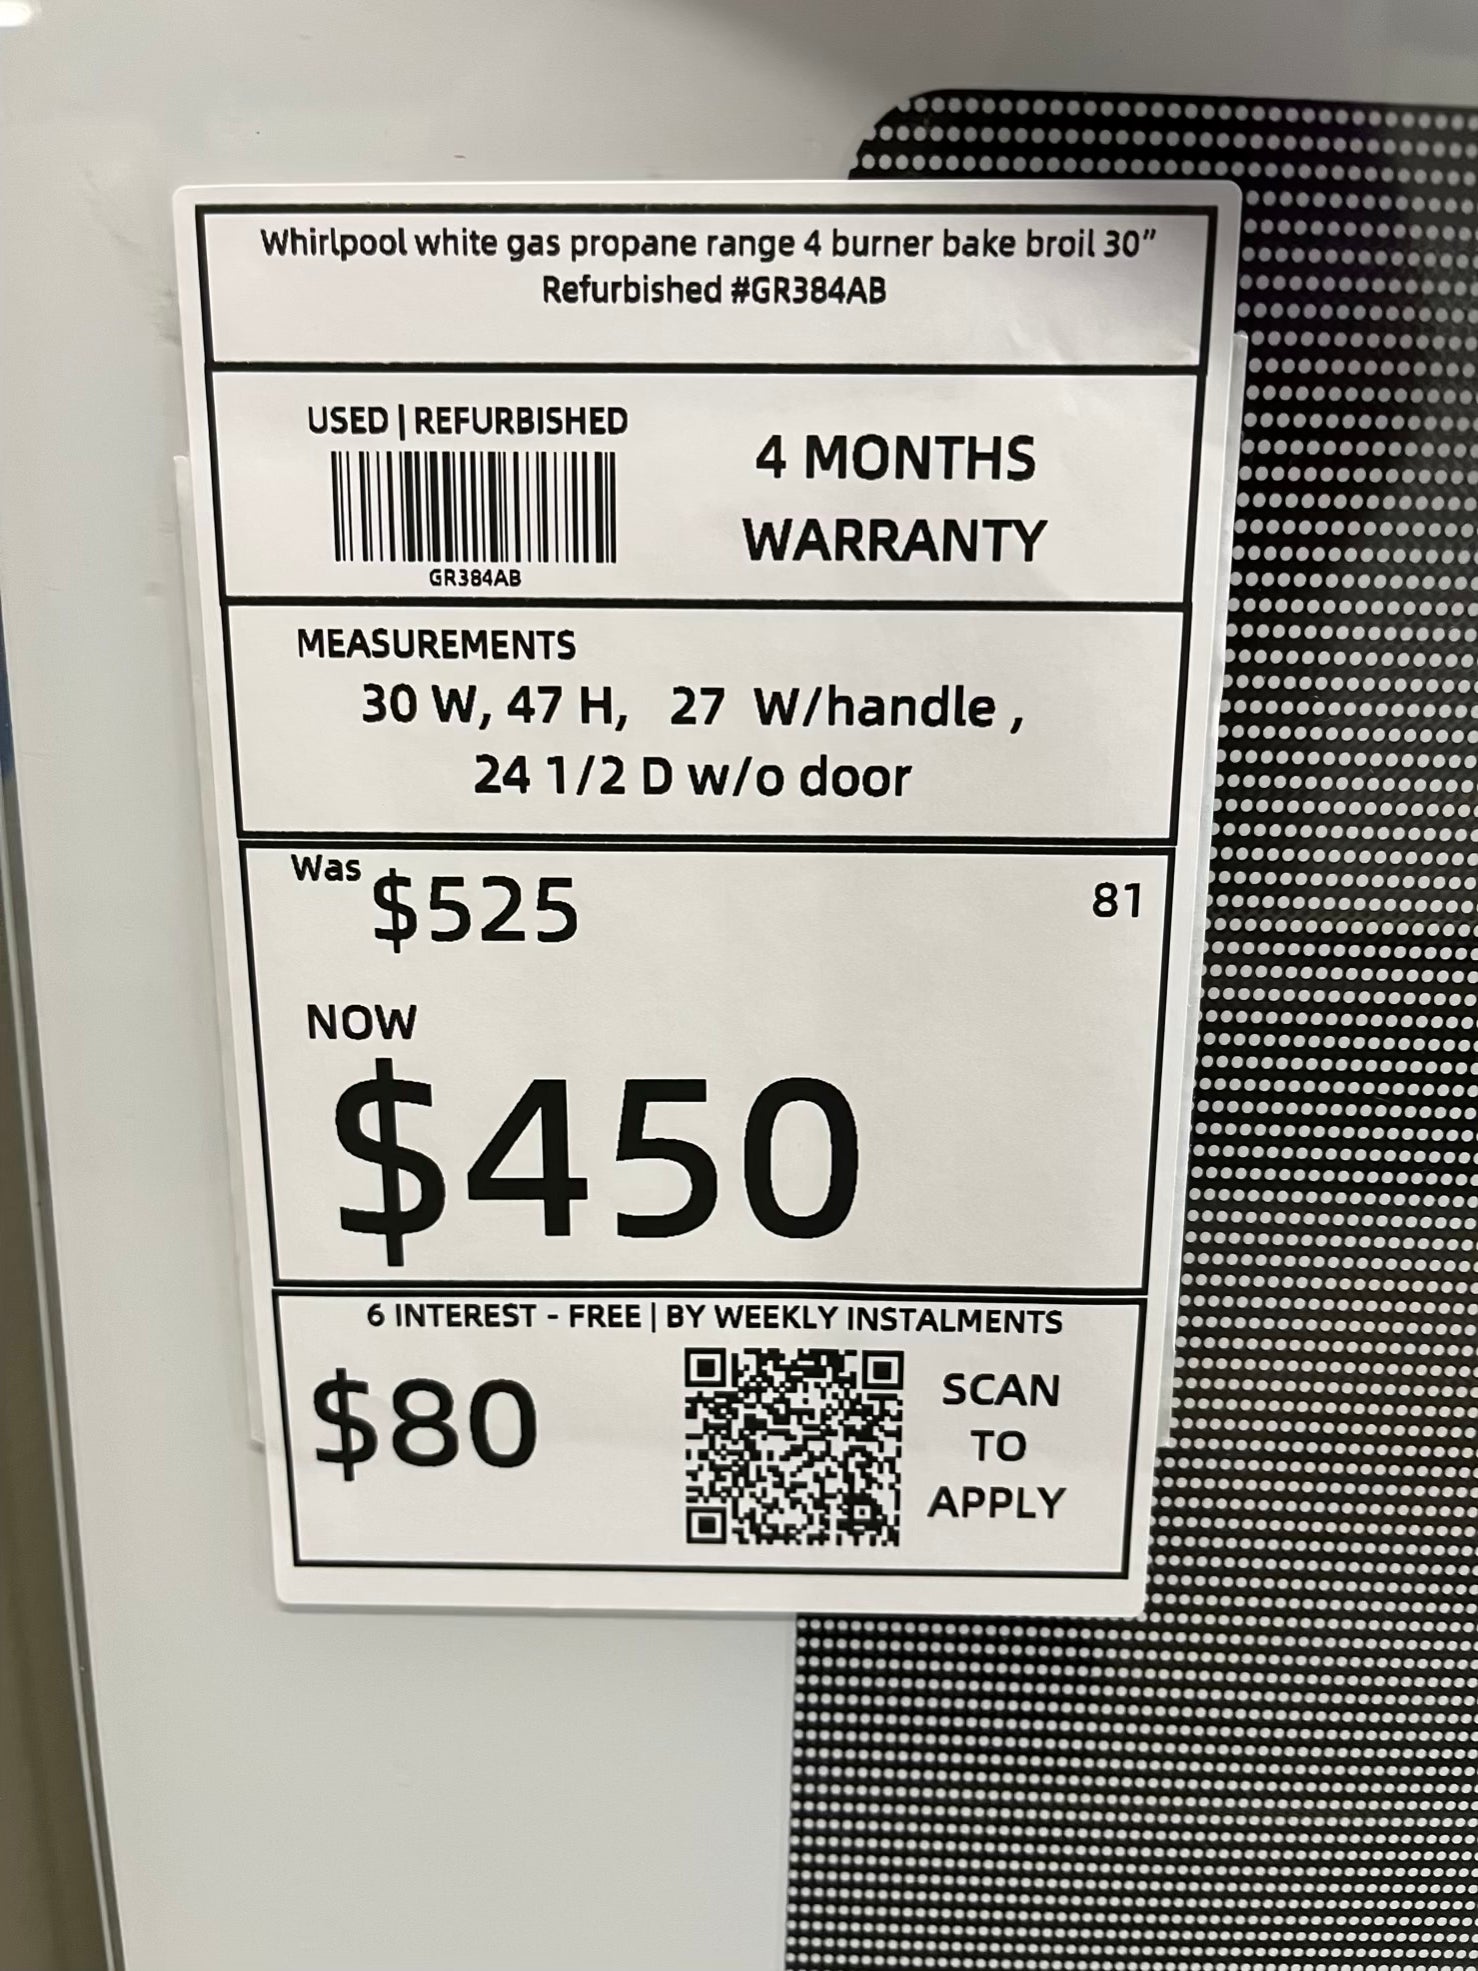 Whirlpool white gas propane range 4 burner bake broil 30”
Refurbished #GR384AB
USED | REFURBISHED
GR384AB
4 MONTHS
WARRANTY
MEASUREMENTS
30 W, 47 H, 27 W/handle ,
24 1/2 D w/o door
Was $525
81
NOW
$450
6 INTEREST - FREE | BY WEEKLY INSTALMENTS
$80
SCAN
TO
APPLY